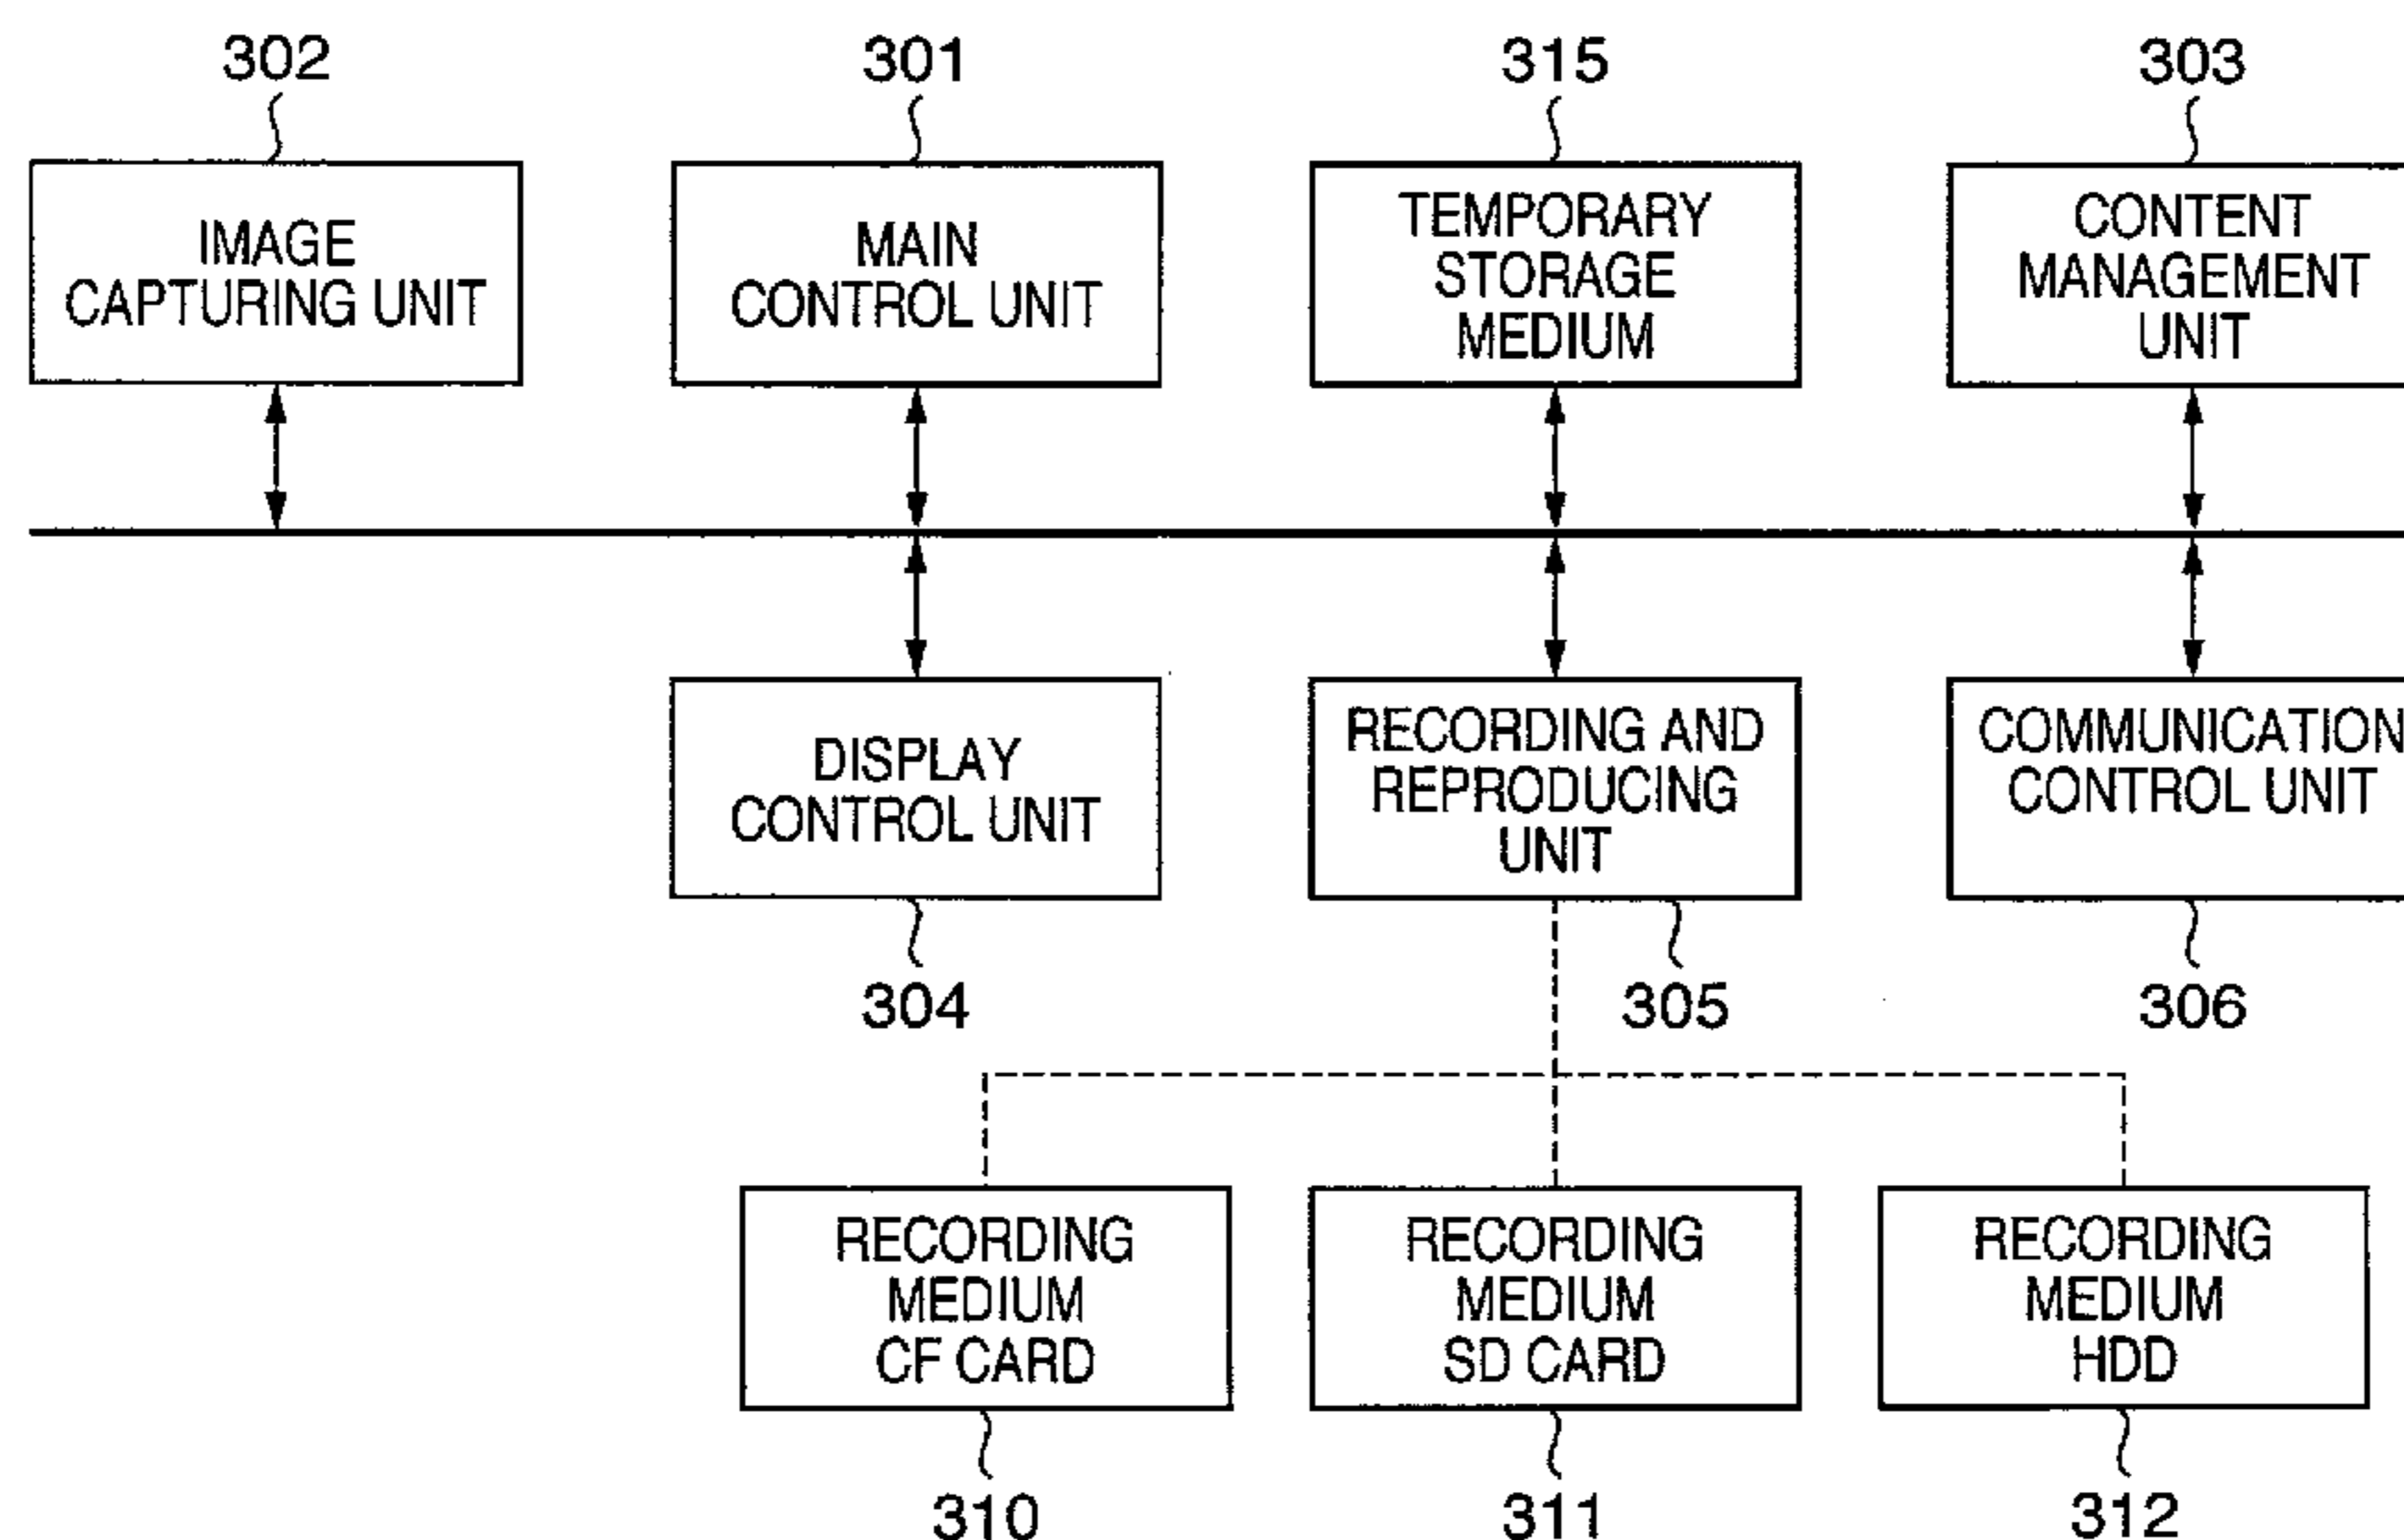 302
301
315
303
IMAGE
CAPTURING UNIT
MAIN
CONTROL UNIT
TEMPORARY
STORAGE
MEDIUM
CONTENT
MANAGEMENT
UNIT
DISPLAY
CONTROL UNIT
RECORDING AND
REPRODUCING
UNIT
COMMUNICATION
CONTROL UNIT
304
305
306
RECORDING
MEDIUM
CF CARD
RECORDING
MEDIUM
SD CARD
RECORDING
MEDIUM
HDD
310
311
312